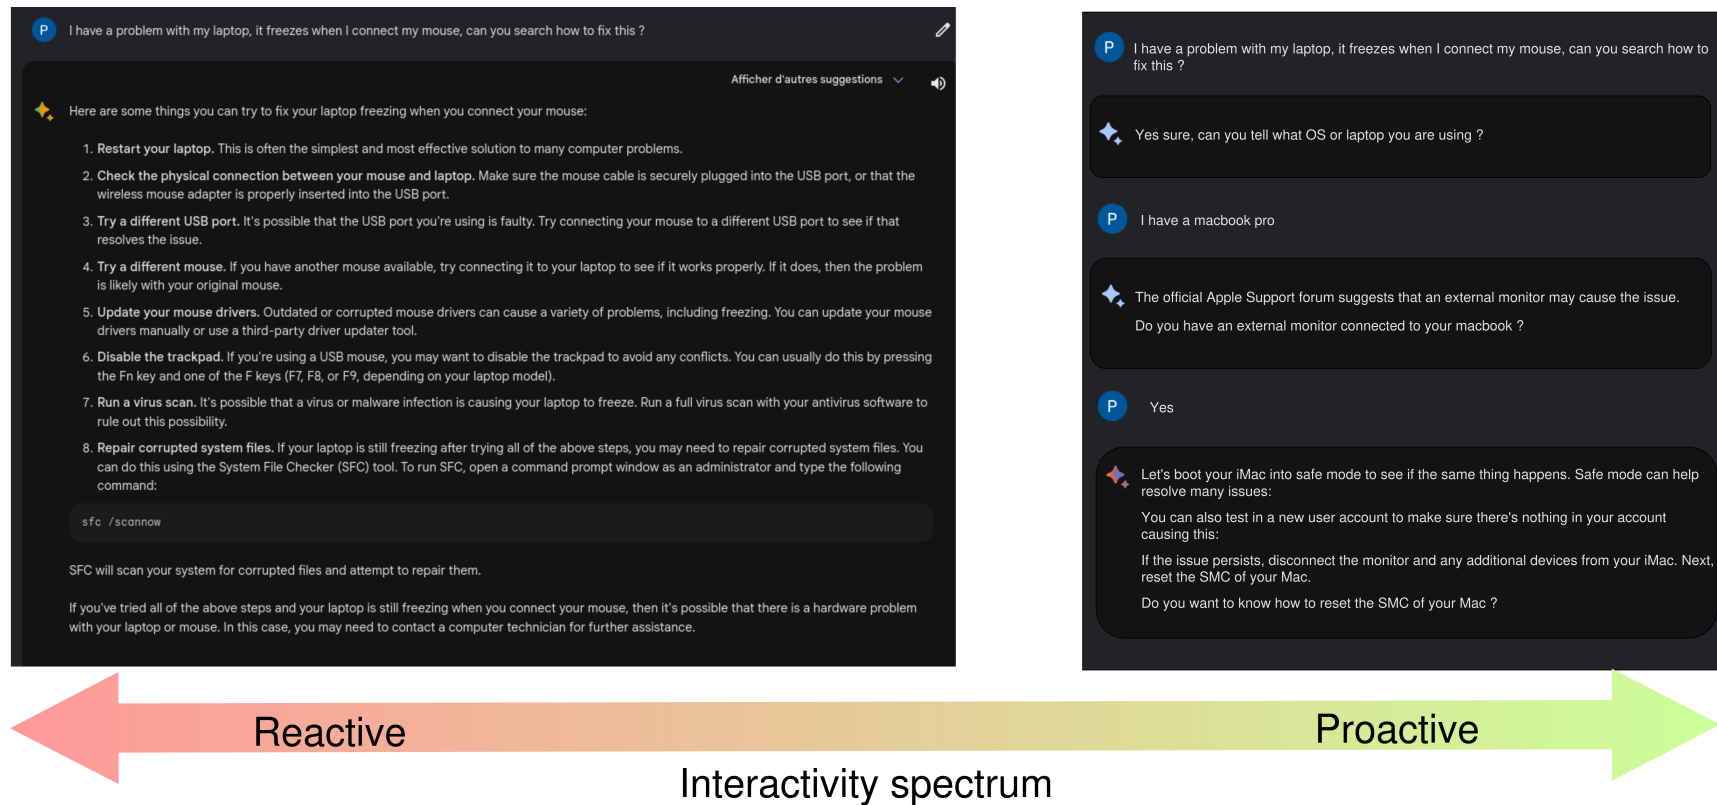 P
I have a problem with my laptop, it freezes when I connect my mouse, can you search how to fix this ?
Afficher d'autres suggestions
Here are some things you can try to fix your laptop freezing when you connect your mouse:
1. Restart your laptop. This is often the simplest and most effective solution to many computer problems.
2. Check the physical connection between your mouse and laptop. Make sure the mouse cable is securely plugged into the USB port, or that the
wireless mouse adapter is properly inserted into the USB port.
3. Try a different USB port. It's possible that the USB port you're using is faulty. Try connecting your mouse to a different USB port to see if that
resolves the issue.
4. Try a different mouse. If you have another mouse available, try connecting it to your laptop to see if it works properly. If it does, then the problem
is likely with your original mouse.
5. Update your mouse drivers. Outdated or corrupted mouse drivers can cause a variety of problems, including freezing. You can update your mouse
drivers manually or use a third-party driver updater tool.
6. Disable the trackpad. If you're using a USB mouse, you may want to disable the trackpad to avoid any conflicts. You can usually do this by pressing
the Fn key and one of the F keys (F7, F8, or F9, depending on your laptop model).
7. Run a virus scan. It's possible that a virus or malware infection is causing your laptop to freeze. Run a full virus scan with your antivirus software to
rule out this possibility.
8. Repair corrupted system files. If your laptop is still freezing after trying all of the above steps, you may need to repair corrupted system files. You
can do this using the System File Checker (SFC) tool. To run SFC, open a command prompt window as an administrator and type the following
command:
sfc /scannow
SFC will scan your system for corrupted files and attempt to repair them.
If you've tried all of the above steps and your laptop is still freezing when you connect your mouse, then it's possible that there is a hardware problem
with your laptop or mouse. In this case, you may need to contact a computer technician for further assistance.
P
I have a problem with my laptop, it freezes when I connect my mouse, can you search how to
fix this ?
Yes sure, can you tell what OS or laptop you are using ?
P
I have a macbook pro
The official Apple Support forum suggests that an external monitor may cause the issue.
Do you have an external monitor connected to your macbook ?
P
Yes
Let's boot your iMac into safe mode to see if the same thing happens. Safe mode can help
resolve many issues:
You can also test in a new user account to make sure there's nothing in your account
causing this:
If the issue persists, disconnect the monitor and any additional devices from your iMac. Next,
reset the SMC of your Mac.
Do you want to know how to reset the SMC of your Mac ?
Reactive
Proactive
Interactivity spectrum